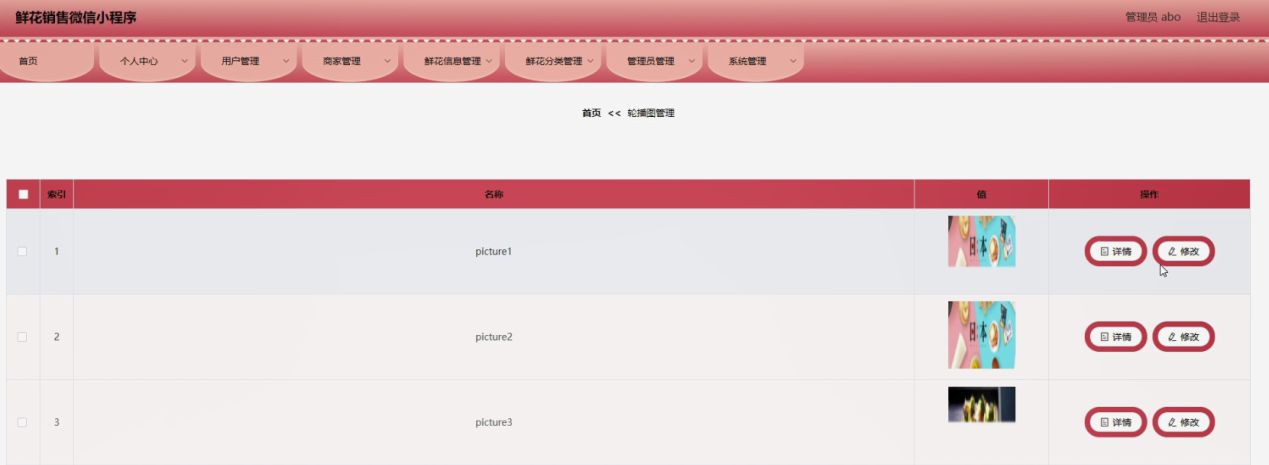 鲜花销售微信小程序
管理员 abo 退出登录
首页 个人中心 用户管理 商家管理 鲜花信息管理 鲜花分类管理 管理员管理 系统管理
首页 << 轮播图管理
索引 名称 值 操作
1 picture1 日本 详情 修改
2 picture2 日本 详情 修改
3 picture3 详情 修改